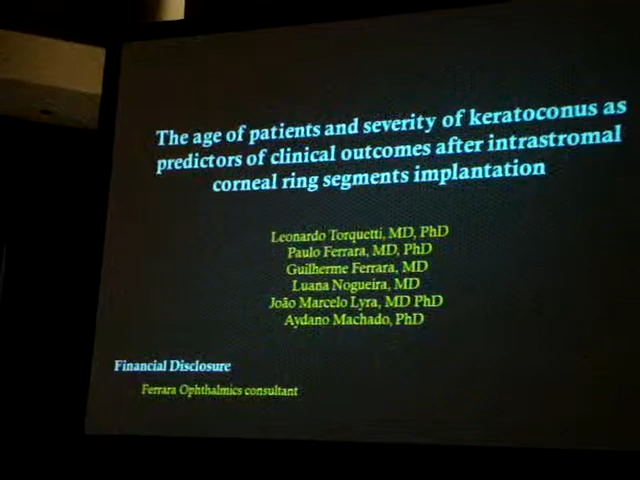 The age of patients and severity of keratoconus as
predictors of clinical outcomes after intrastromal
corneal ring segments implantation
Leonardo Torquetti, MD, PhD
Paulo Ferrara, MD, PhD
Guilherme Ferrara, MD
Luana Nogueira, MD
João Marcelo Lyra, MD PhD
Aydano Machado, PhD
Financial Disclosure
Ferrara Ophthalmics consultant